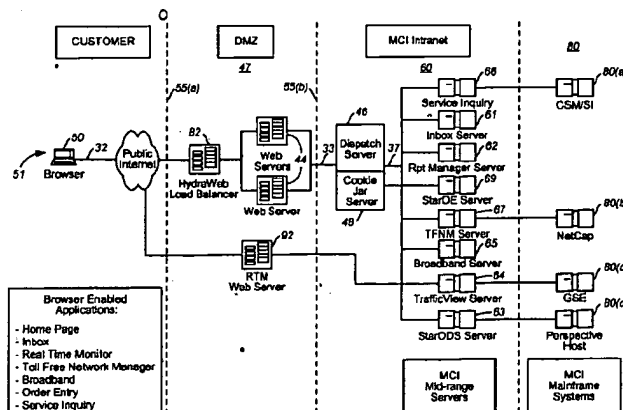 CUSTOMER
DMZ
47
MCI Intranet
60
80
55(a)
55(b)
50
32
51
Browser
Public
Internet
82
HydraWeb
Load Balancer
Web
Servers
44
Web Server
33
46
Dispatch
Server
Cookie
Jar
Server
48
37
66
Service Inquiry
61
Inbox Server
62
Rpt Manager Server
69
StarOE Server
67
TFNM Server
65
Broadband Server
64
TrafficView Server
63
StarODS Server
CSM/SI
NetCap
80(b)
GSE
Perspective
Host
92
RTM
Web Server
Browser Enabled
Applications:
- Home Page
- Inbox
- Real Time Monitor
- Toll Free Network Manager
- Broadband
- Order Entry
- Service Inquiry
MCI
Mid-range
Servers
MCI
Mainframe
Systems